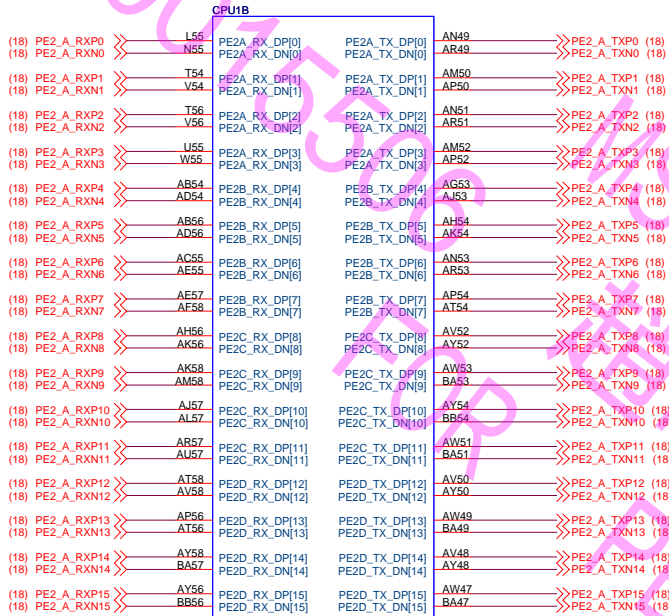 CPU1B
(18) PE2_A_RXP0 L55 PE2A_RX_DP[0] PE2A_TX_DP[0] AN49 PE2_A_TXP0 (18)
(18) PE2_A_RXN0 N55 PE2A_RX_DN[0] PE2A_TX_DN[0] AR49 PE2_A_TXN0 (18)
(18) PE2_A_RXP1 T54 PE2A_RX_DP[1] PE2A_TX_DP[1] AM50 PE2_A_TXP1 (18)
(18) PE2_A_RXN1 V54 PE2A_RX_DN[1] PE2A_TX_DN[1] AP50 PE2_A_TXN1 (18)
(18) PE2_A_RXP2 T56 PE2A_RX_DP[2] PE2A_TX_DP[2] AN51 PE2_A_TXP2 (18)
(18) PE2_A_RXN2 V56 PE2A_RX_DN[2] PE2A_TX_DN[2] AR51 PE2_A_TXN2 (18)
(18) PE2_A_RXP3 U55 PE2A_RX_DP[3] PE2A_TX_DP[3] AM52 PE2_A_TXP3 (18)
(18) PE2_A_RXN3 W55 PE2A_RX_DN[3] PE2A_TX_DN[3] AP52 PE2_A_TXN3 (18)
(18) PE2_A_RXP4 AB54 PE2B_RX_DP[4] PE2B_TX_DP[4] AG53 PE2_A_TXP4 (18)
(18) PE2_A_RXN4 AD54 PE2B_RX_DN[4] PE2B_TX_DN[4] AJ53 PE2_A_TXN4 (18)
(18) PE2_A_RXP5 AB56 PE2B_RX_DP[5] PE2B_TX_DP[5] AH54 PE2_A_TXP5 (18)
(18) PE2_A_RXN5 AD56 PE2B_RX_DN[5] PE2B_TX_DN[5] AK54 PE2_A_TXN5 (18)
(18) PE2_A_RXP6 AC55 PE2B_RX_DP[6] PE2B_TX_DP[6] AN53 PE2_A_TXP6 (18)
(18) PE2_A_RXN6 AE55 PE2B_RX_DN[6] PE2B_TX_DN[6] AR53 PE2_A_TXN6 (18)
(18) PE2_A_RXP7 AE57 PE2B_RX_DP[7] PE2B_TX_DP[7] AP54 PE2_A_TXP7 (18)
(18) PE2_A_RXN7 AF58 PE2B_RX_DN[7] PE2B_TX_DN[7] AT54 PE2_A_TXN7 (18)
(18) PE2_A_RXP8 AH56 PE2C_RX_DP[8] PE2C_TX_DP[8] AV52 PE2_A_TXP8 (18)
(18) PE2_A_RXN8 AK56 PE2C_RX_DN[8] PE2C_TX_DN[8] AY52 PE2_A_TXN8 (18)
(18) PE2_A_RXP9 AK58 PE2C_RX_DP[9] PE2C_TX_DP[9] AW53 PE2_A_TXP9 (18)
(18) PE2_A_RXN9 AM58 PE2C_RX_DN[9] PE2C_TX_DN[9] BA53 PE2_A_TXN9 (18)
(18) PE2_A_RXP10 AJ57 PE2C_RX_DP[10] PE2C_TX_DP[10] AY54 PE2_A_TXP10 (18)
(18) PE2_A_RXN10 AL57 PE2C_RX_DN[10] PE2C_TX_DN[10] BB54 PE2_A_TXN10 (18
(18) PE2_A_RXP11 AR57 PE2C_RX_DP[11] PE2C_TX_DP[11] AW51 PE2_A_TXP11 (18)
(18) PE2_A_RXN11 AU57 PE2C_RX_DN[11] PE2C_TX_DN[11] BA51 PE2_A_TXN11 (18
(18) PE2_A_RXP12 AT58 PE2D_RX_DP[12] PE2D_TX_DP[12] AV50 PE2_A_TXP12 (18)
(18) PE2_A_RXN12 AV58 PE2D_RX_DN[12] PE2D_TX_DN[12] AY50 PE2_A_TXN12 (18
(18) PE2_A_RXP13 AP56 PE2D_RX_DP[13] PE2D_TX_DP[13] AW49 PE2_A_TXP13 (18)
(18) PE2_A_RXN13 AT56 PE2D_RX_DN[13] PE2D_TX_DN[13] BA49 PE2_A_TXN13 (18
(18) PE2_A_RXP14 AY58 PE2D_RX_DP[14] PE2D_TX_DP[14] AV48 PE2_A_TXP14 (18)
(18) PE2_A_RXN14 BA57 PE2D_RX_DN[14] PE2D_TX_DN[14] AY48 PE2_A_TXN14 (18
(18) PE2_A_RXP15 AY56 PE2D_RX_DP[15] PE2D_TX_DP[15] AW47 PE2_A_TXP15 (18)
(18) PE2_A_RXN15 BB56 PE2D_RX_DN[15] PE2D_TX_DN[15] BA47 PE2_A_TXN15 (18
FOR